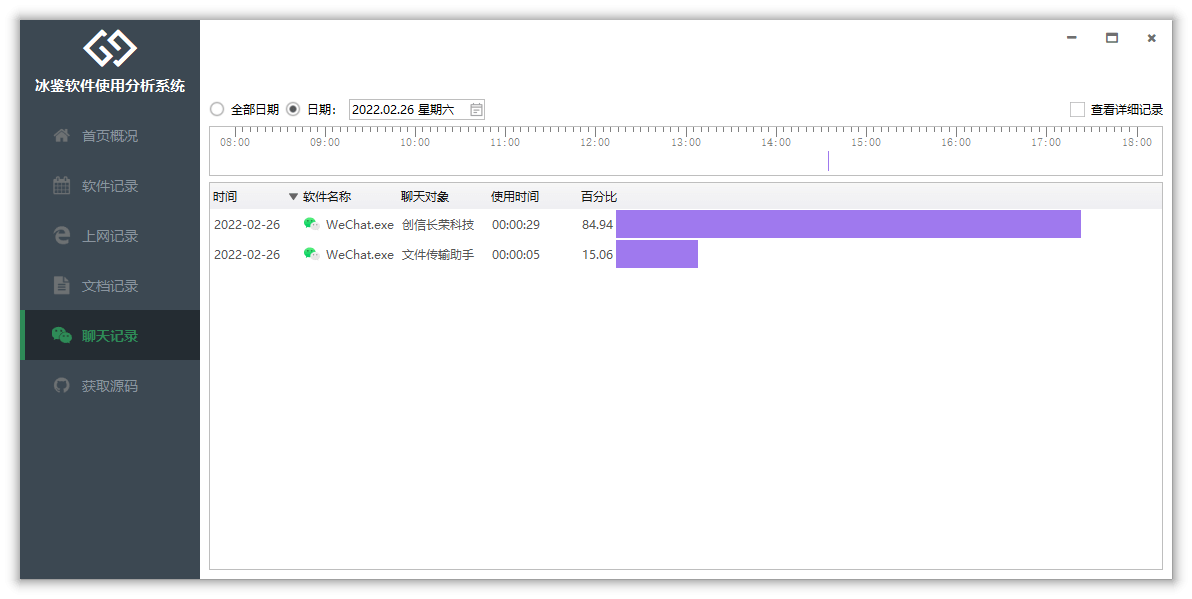 冰鉴软件使用分析系统
首页概况
软件记录
上网记录
文档记录
聊天记录
获取源码
全部日期 日期: 2022.02.26 星期六 查看详细记录
08:00 09:00 10:00 11:00 12:00 13:00 14:00 15:00 16:00 17:00 18:00
时间 软件名称 聊天对象 使用时间 百分比
2022-02-26 WeChat.exe 创信长荣科技 00:00:29 84.94
2022-02-26 WeChat.exe 文件传输助手 00:00:05 15.06